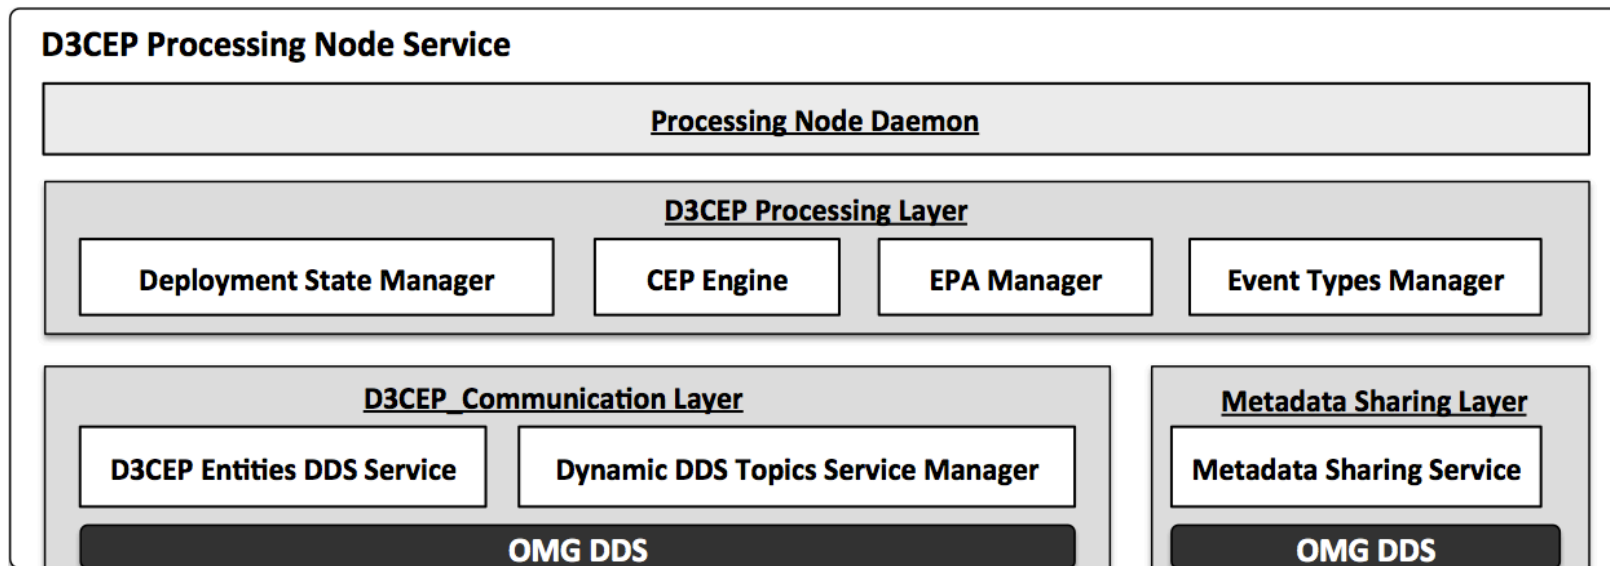 D3CEP Processing Node Service
Processing Node Daemon
D3CEP Processing Layer
Deployment State Manager
CEP Engine
EPA Manager
Event Types Manager
D3CEP_Communication Layer
D3CEP Entities DDS Service
Dynamic DDS Topics Service Manager
OMG DDS
Metadata Sharing Layer
Metadata Sharing Service
OMG DDS